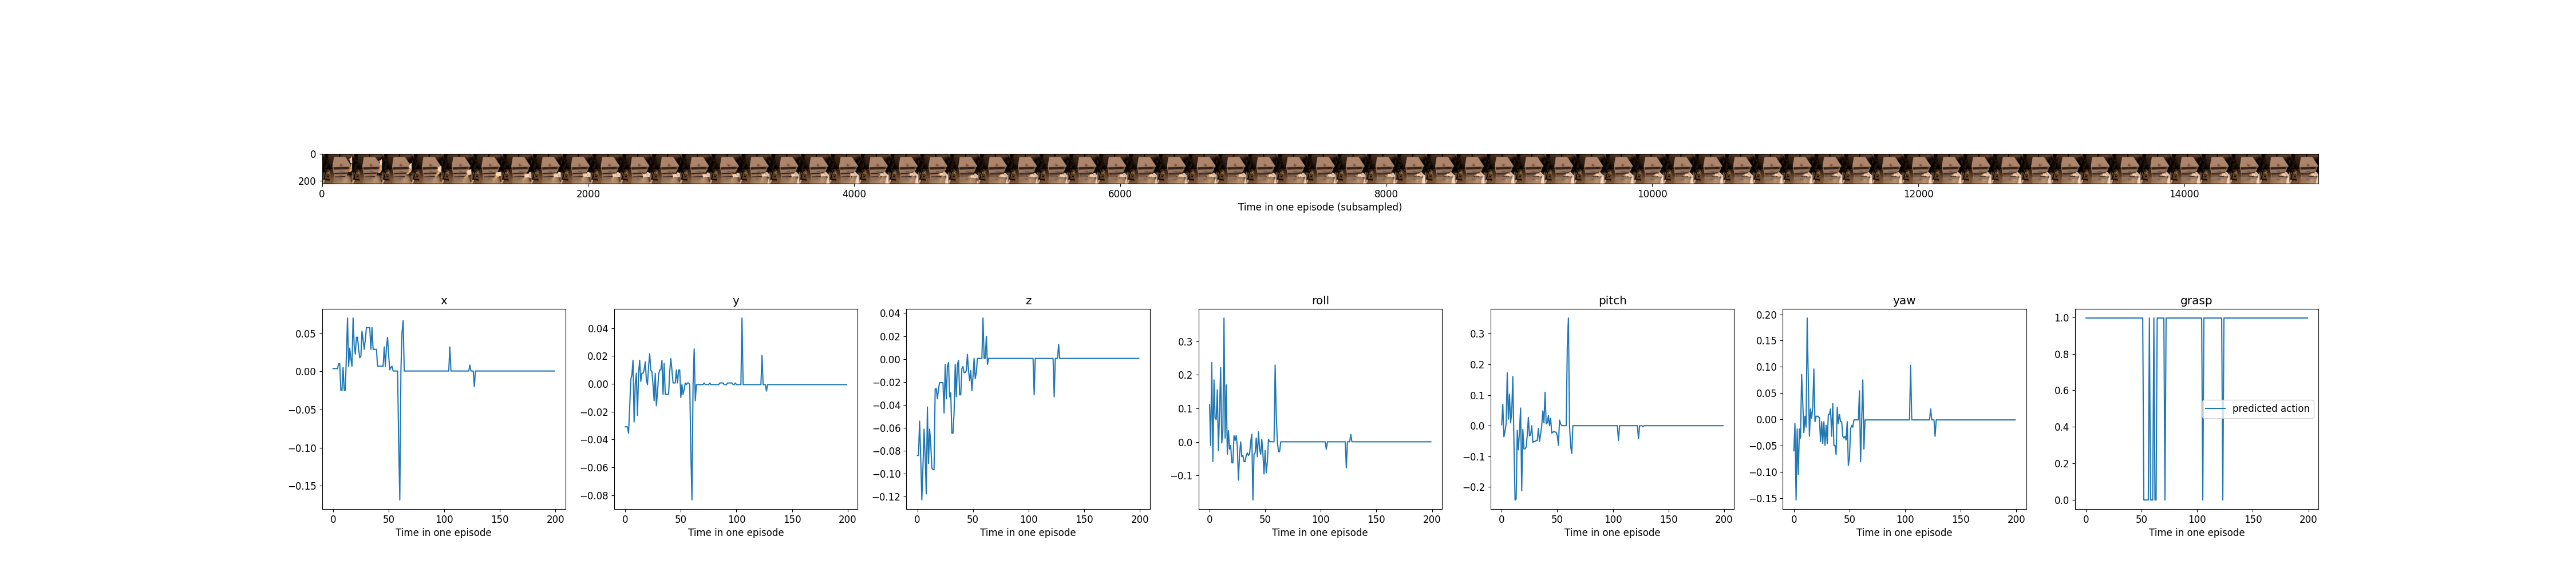 0
200
0 2000 4000 6000 8000 10000 12000 14000
Time in one episode (subsampled)
x
0.05
0.00
−0.05
−0.10
−0.15
0 50 100 150 200
Time in one episode
y
0.04
0.02
0.00
−0.02
−0.04
−0.06
−0.08
0 50 100 150 200
Time in one episode
z
0.04
0.02
0.00
−0.02
−0.04
−0.06
−0.08
−0.10
−0.12
0 50 100 150 200
Time in one episode
roll
0.3
0.2
0.1
0.0
−0.1
0 50 100 150 200
Time in one episode
pitch
0.3
0.2
0.1
0.0
−0.1
−0.2
0 50 100 150 200
Time in one episode
yaw
0.20
0.15
0.10
0.05
0.00
−0.05
−0.10
−0.15
0 50 100 150 200
Time in one episode
grasp
1.0
0.8
0.6
0.4
0.2
0.0
predicted action
0 50 100 150 200
Time in one episode